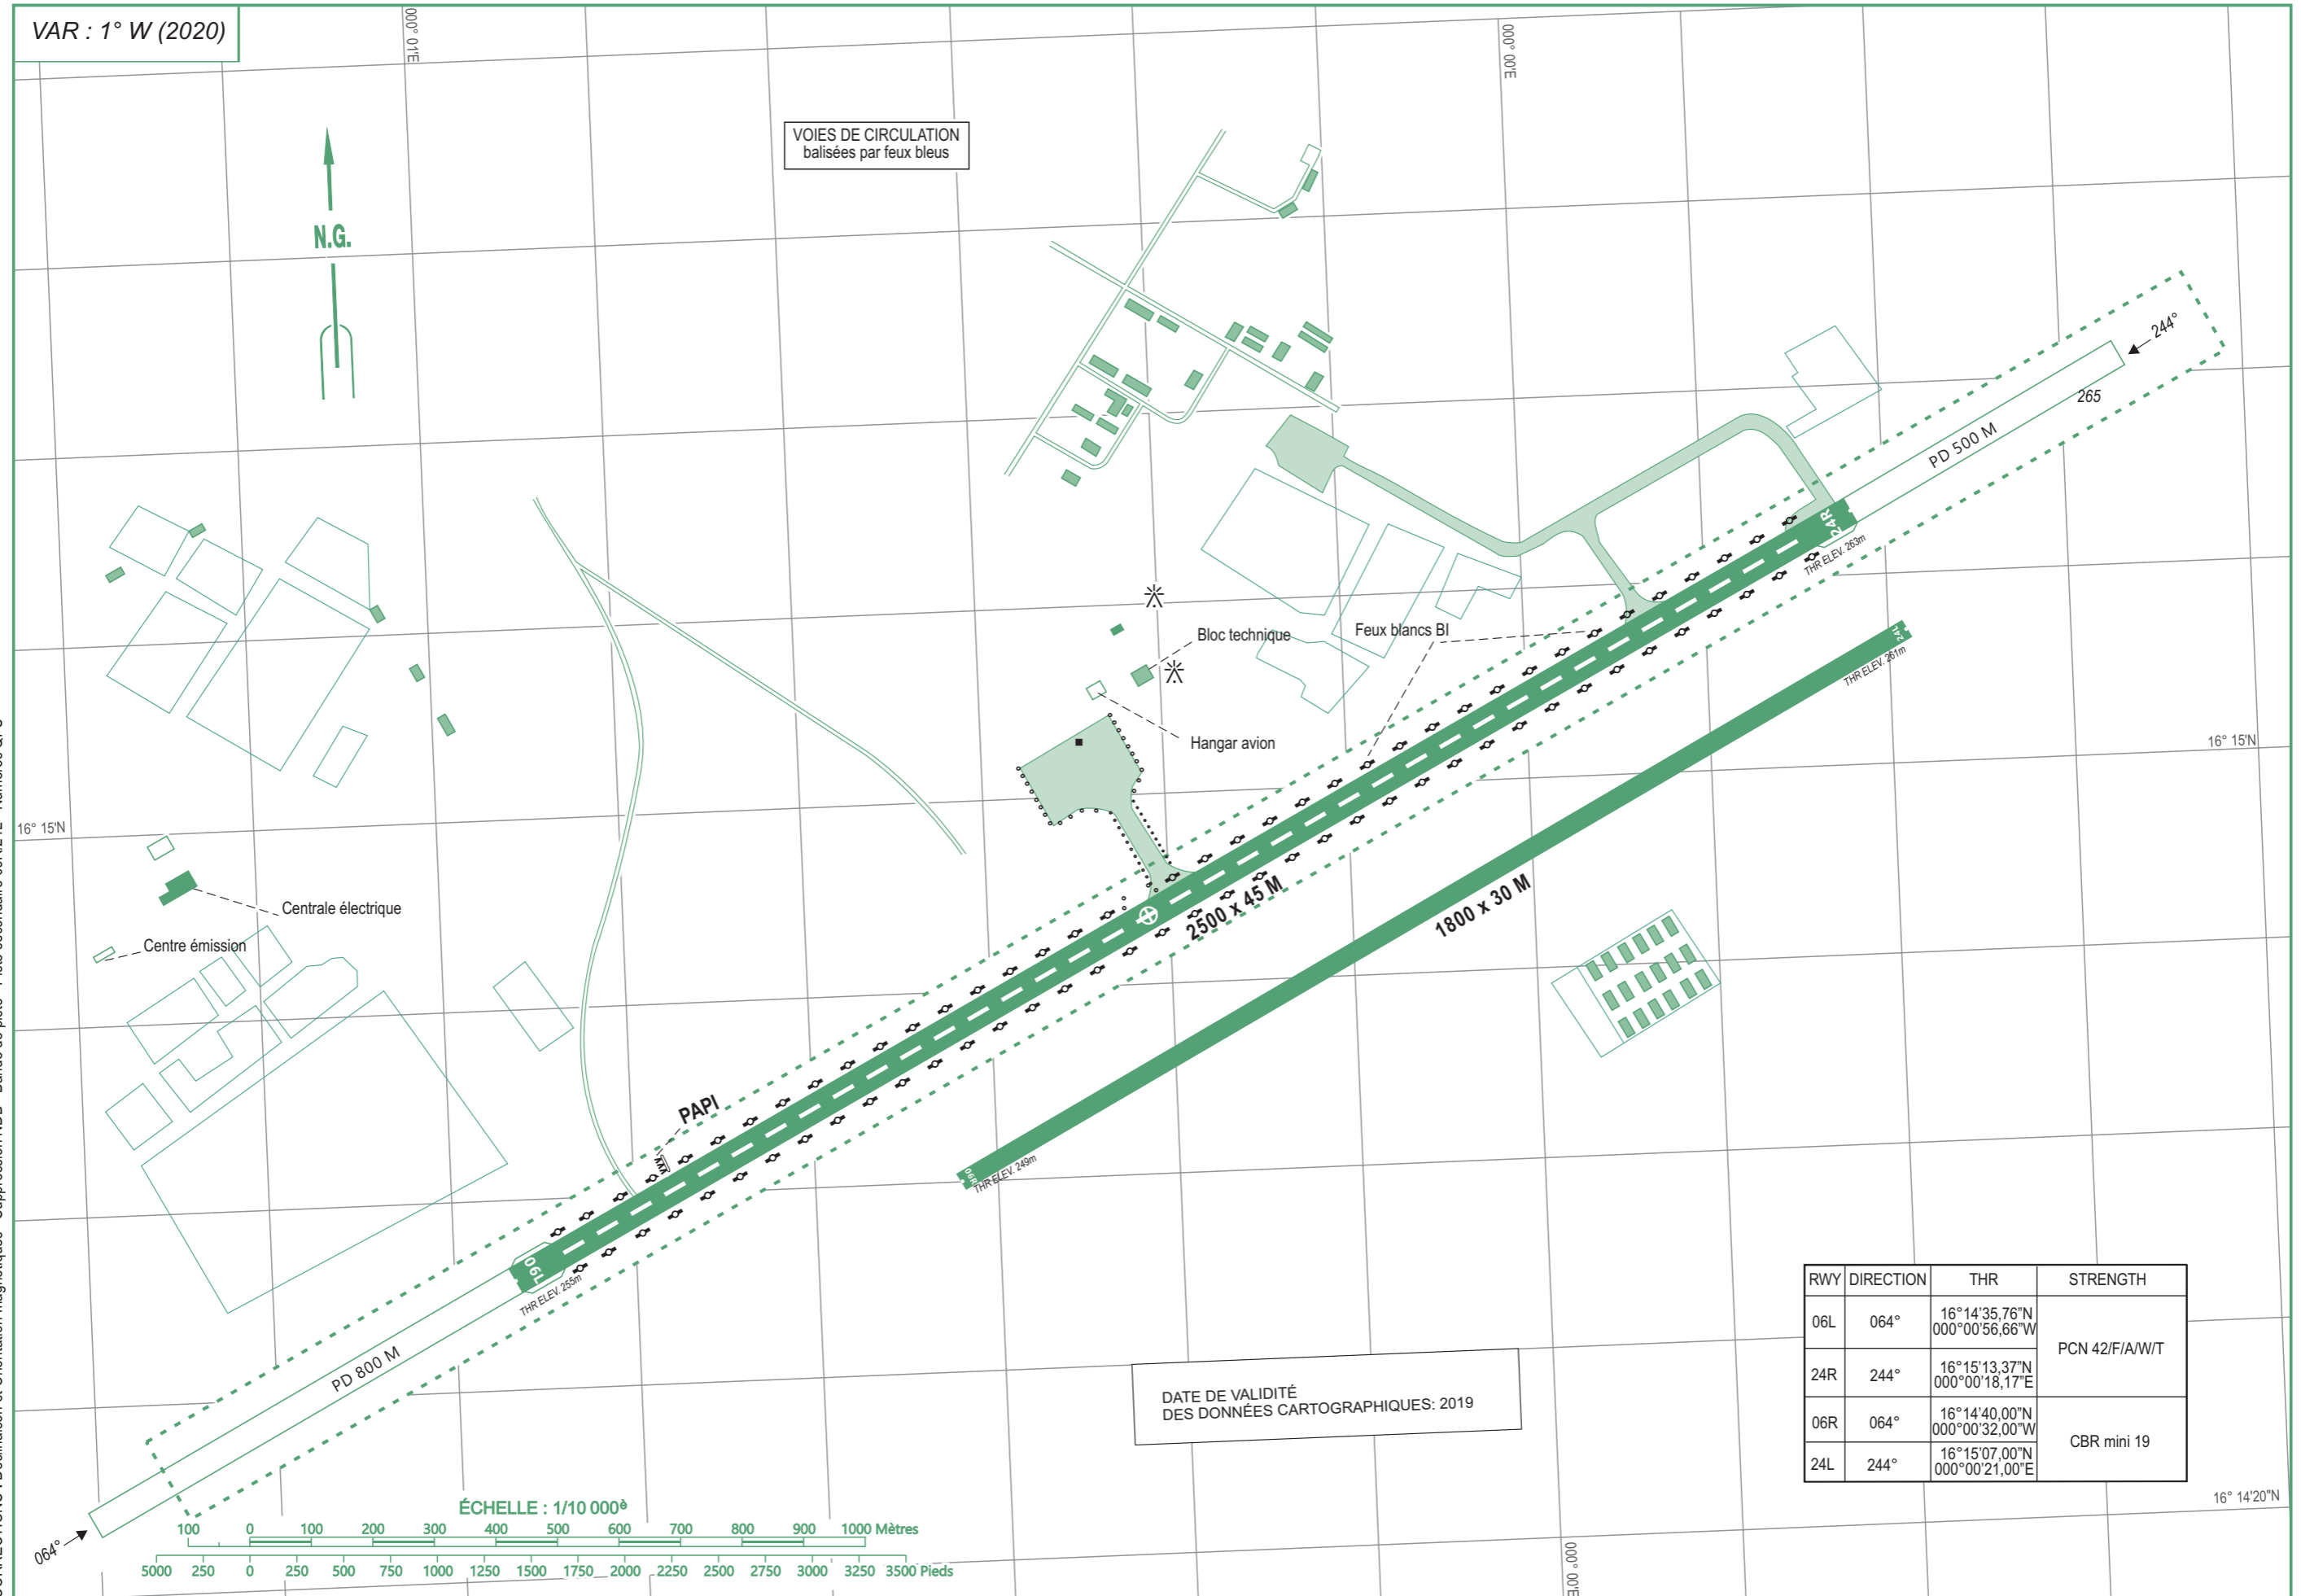 VAR : 1° W (2020)
000° 01'E
000° 00'E
VOIES DE CIRCULATION
balisées par feux bleus
N.G.
244°
265
PD 500 M
24R
THR ELEV. 263m
Bloc technique
Feux blancs BI
24L
THR ELEV. 261m
Hangar avion
16° 15'N
16° 15'N
Centrale électrique
2500 x 45 M
1800 x 30 M
Centre émission
PAPI
06R
THR ELEV. 249m
06L
THR ELEV. 255m
PD 800 M
RWY DIRECTION THR STRENGTH
06L 064° 16°14'35,76"N
000°00'56,66"W
PCN 42/F/A/W/T
24R 244° 16°15'13,37"N
000°00'18,17"E
06R 064° 16°14'40,00"N
000°00'32,00"W
CBR mini 19
24L 244° 16°15'07,00"N
000°00'21,00"E
DATE DE VALIDITÉ
DES DONNÉES CARTOGRAPHIQUES: 2019
16° 14'20"N
064°
ÉCHELLE : 1/10 000è
100 0 100 200 300 400 500 600 700 800 900 1000 Mètres
5000 250 0 250 500 750 1000 1250 1500 1750 2000 2250 2500 2750 3000 3250 3500 Pieds
000° 00'E